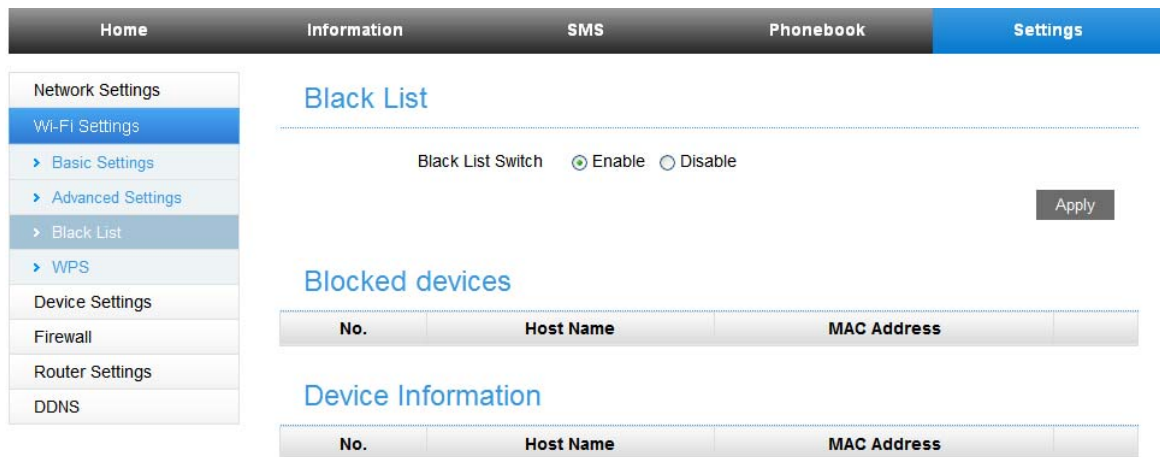 Home Information SMS Phonebook Settings
Network Settings
Wi-Fi Settings
Basic Settings
Advanced Settings
Black List
WPS
Device Settings
Firewall
Router Settings
DDNS
Black List
Black List Switch Enable Disable
Apply
Blocked devices
No. Host Name MAC Address
Device Information
No. Host Name MAC Address